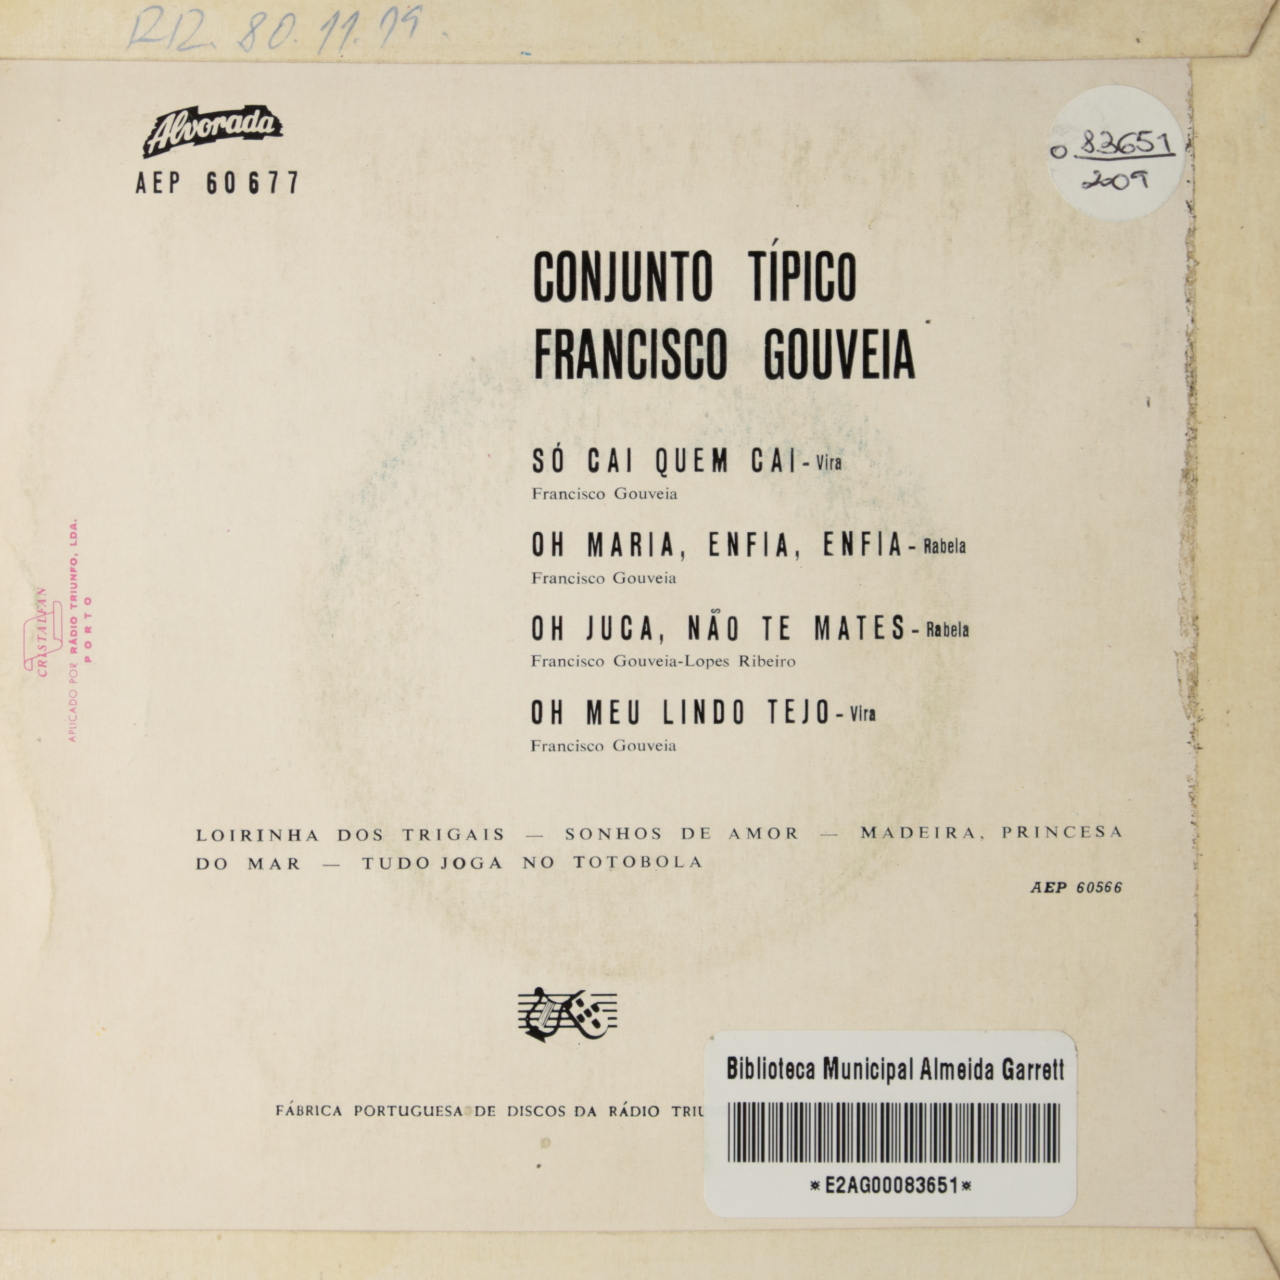 RR. 80.11.19.
Alvorada
AEP 60677
0 83651
209
CONJUNTO TÍPICO
FRANCISCO GOUVEIA
SÓ CAI QUEM CAI - Vira
Francisco Gouveia
OH MARIA, ENFIA, ENFIA - Rabela
Francisco Gouveia
OH JUCA, NÃO TE MATES - Rabela
Francisco Gouveia-Lopes Ribeiro
OH MEU LINDO TEJO - Vira
Francisco Gouveia
CRISTALFAN
APLICADO POR RÁDIO TRIUNFO, LDA.
PORTO
LOIRINHA DOS TRIGAIS — SONHOS DE AMOR — MADEIRA, PRINCESA
DO MAR — TUDO JOGA NO TOTOBOLA
AEP 60566
FÁBRICA PORTUGUESA DE DISCOS DA RÁDIO TRIU
Biblioteca Municipal Almeida Garrett
*E2AG00083651*